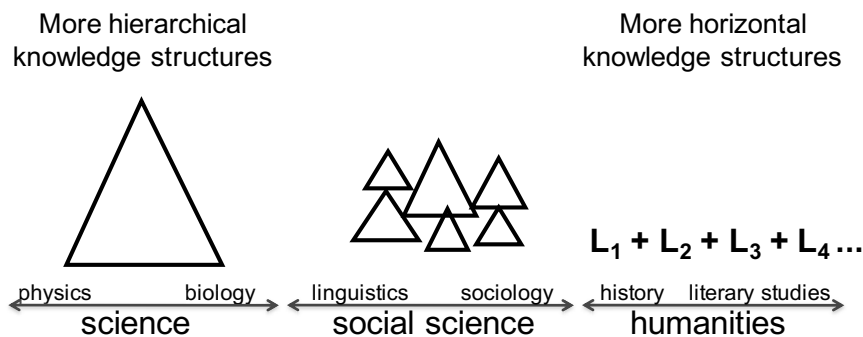 More hierarchical
knowledge structures
More horizontal
knowledge structures
L₁ + L₂ + L₃ + L₄ ...
physics biology linguistics sociology history literary studies
science social science humanities